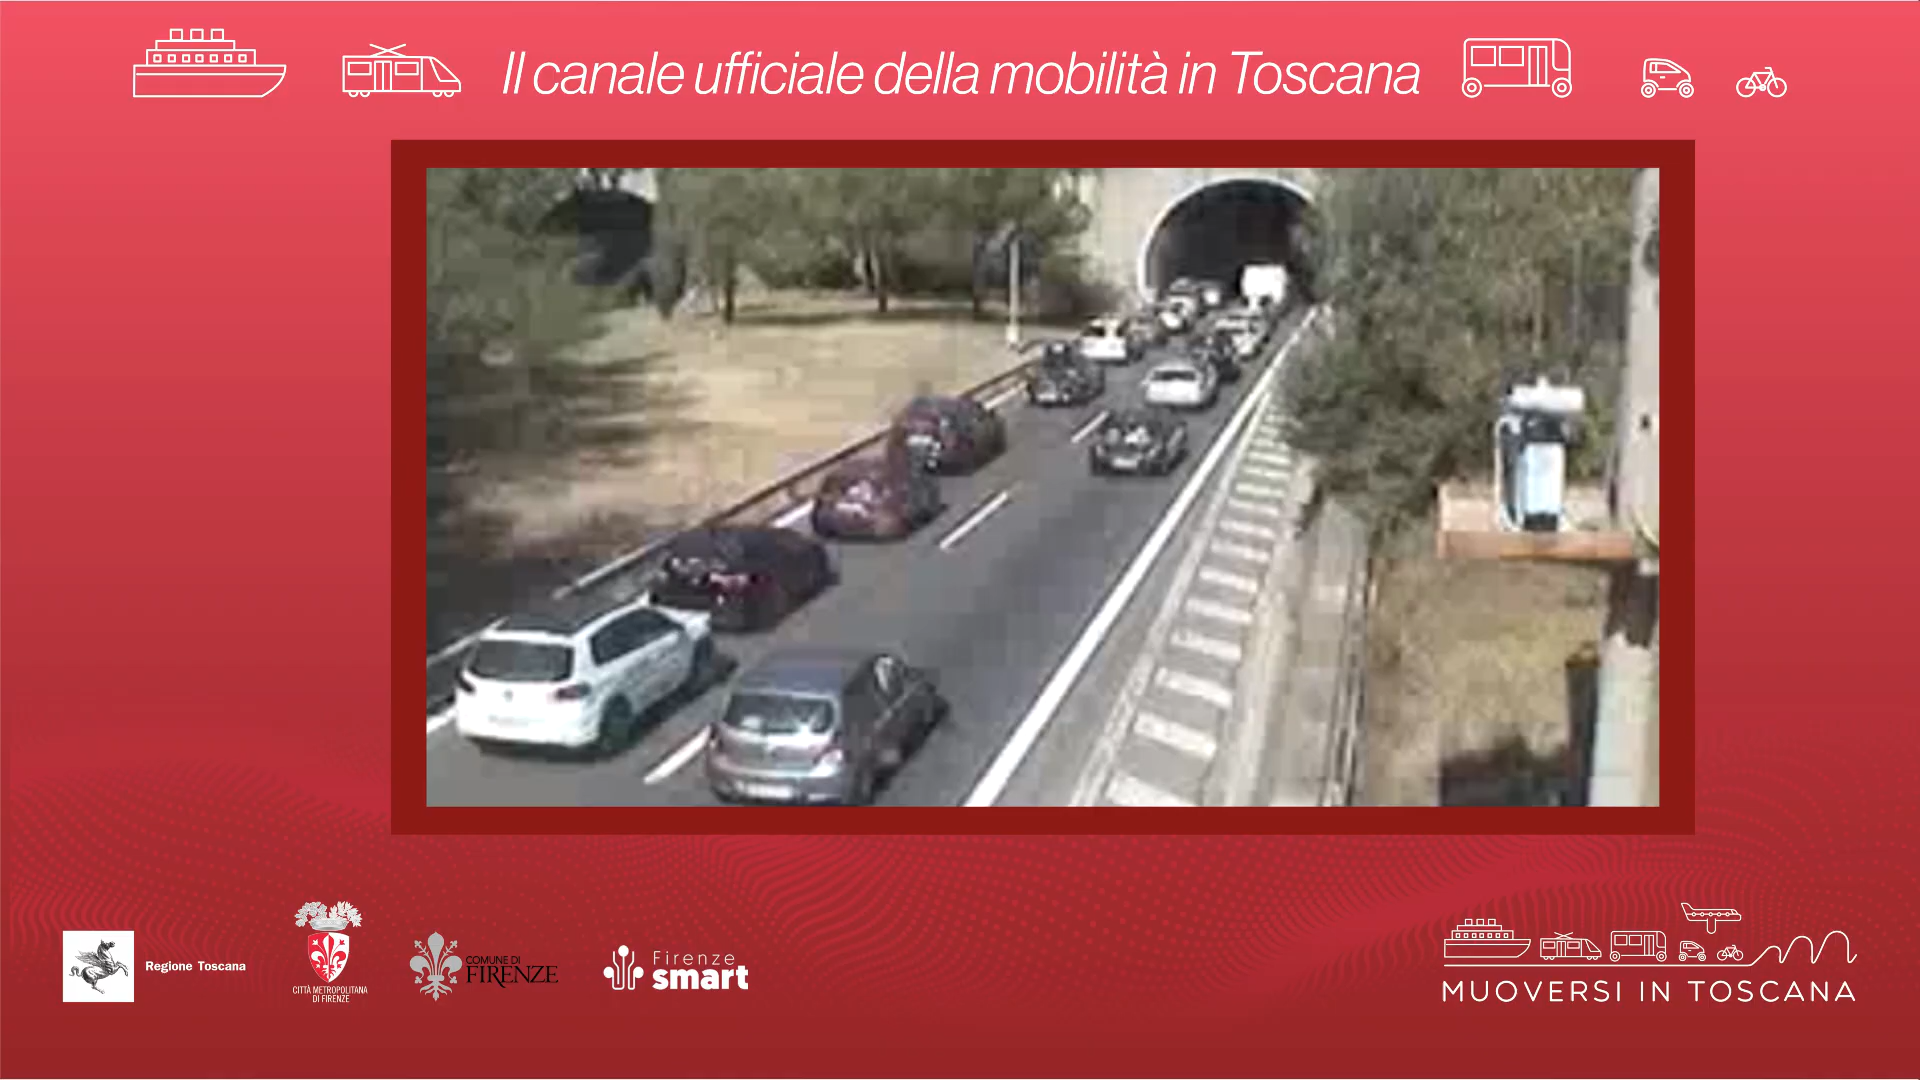 Il canale ufficiale della mobilità in Toscana
Regione Toscana
CITTÀ METROPOLITANA
DI FIRENZE
COMUNE DI
FIRENZE
Firenze
smart
MUOVERSI IN TOSCANA